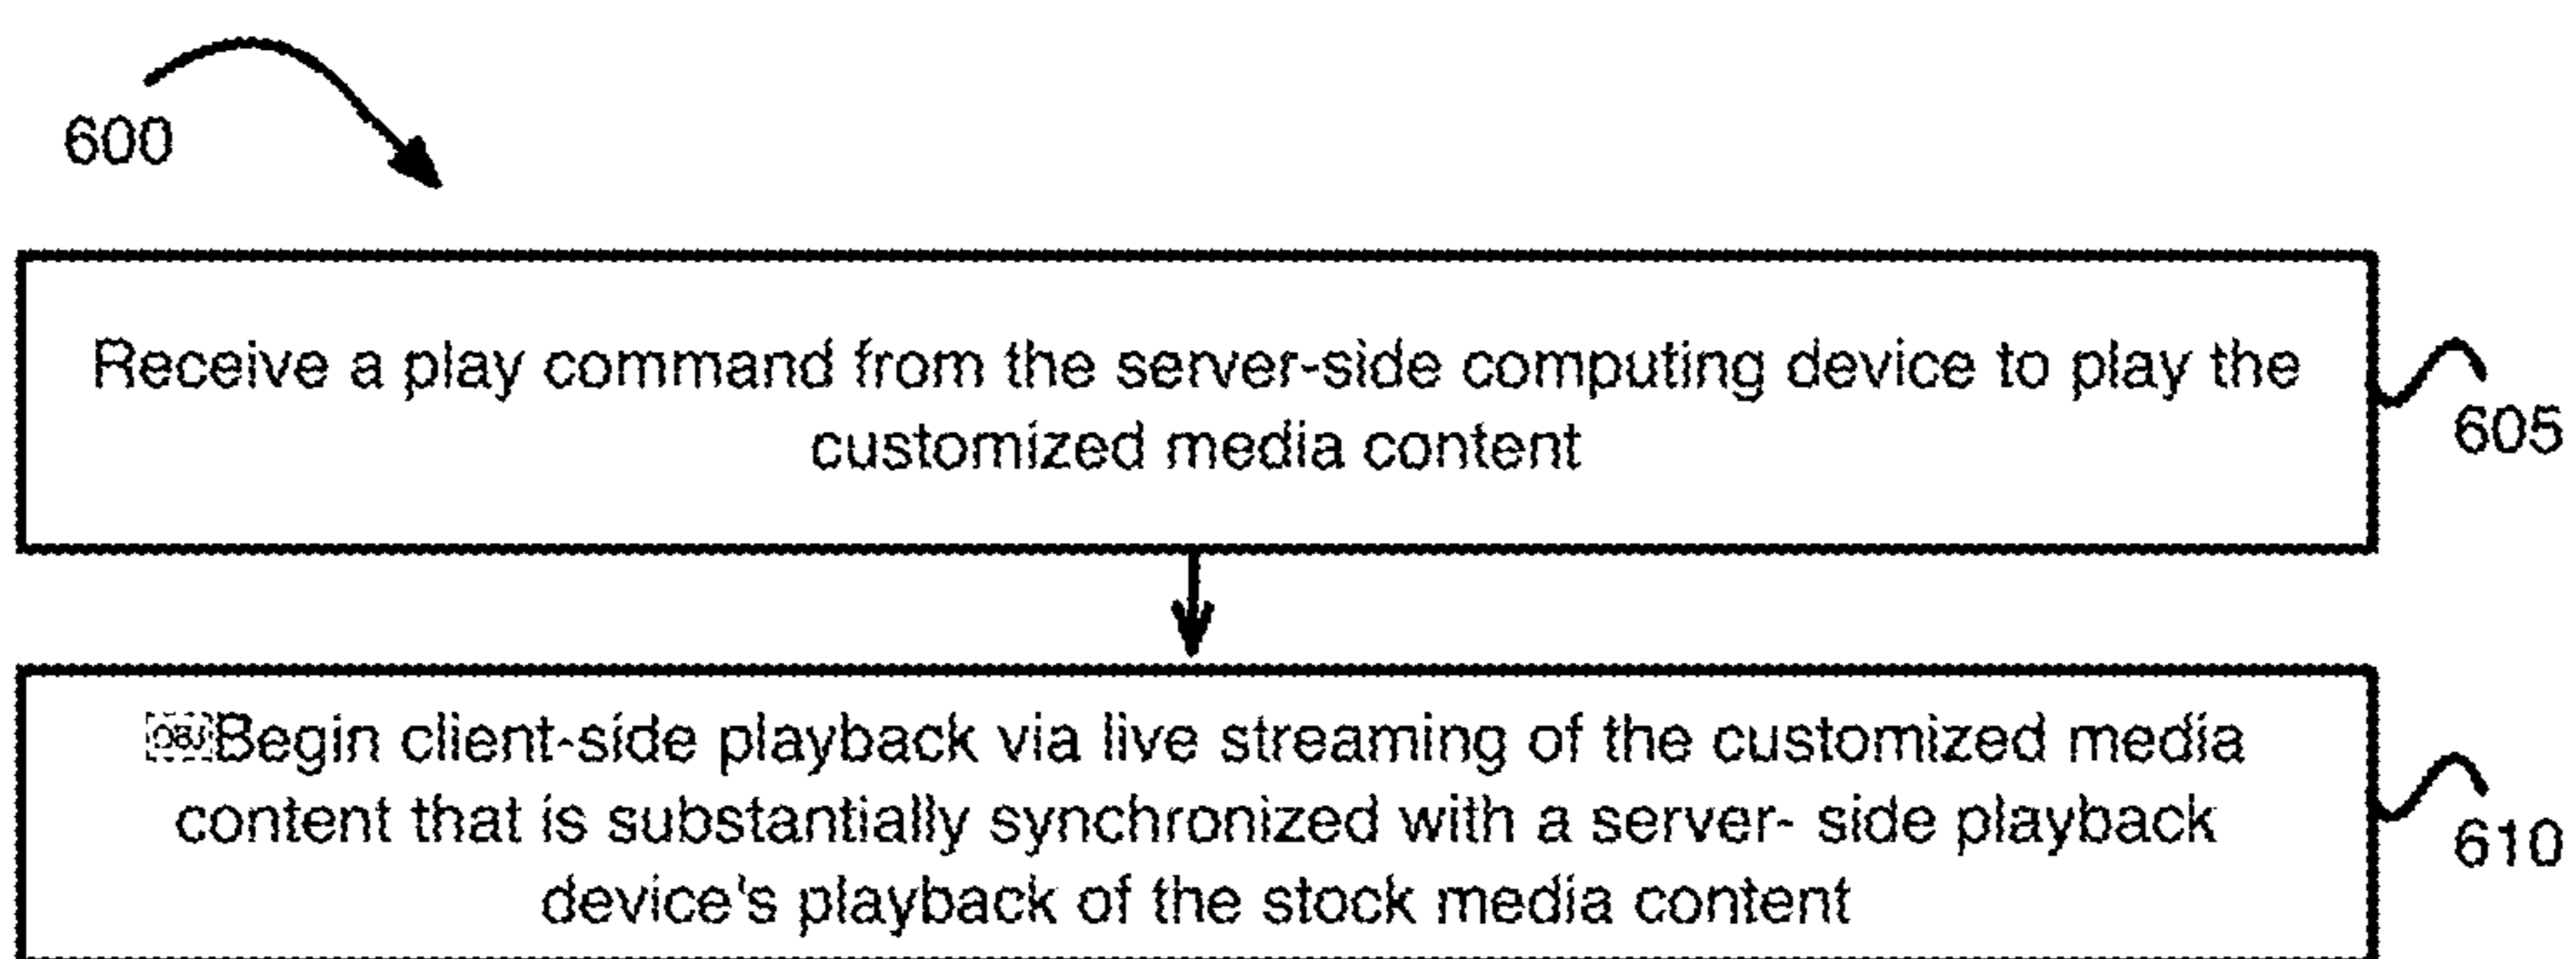 600
Receive a play command from the server-side computing device to play the
customized media content
605
Begin client-side playback via live streaming of the customized media
content that is substantially synchronized with a server- side playback
device's playback of the stock media content
610